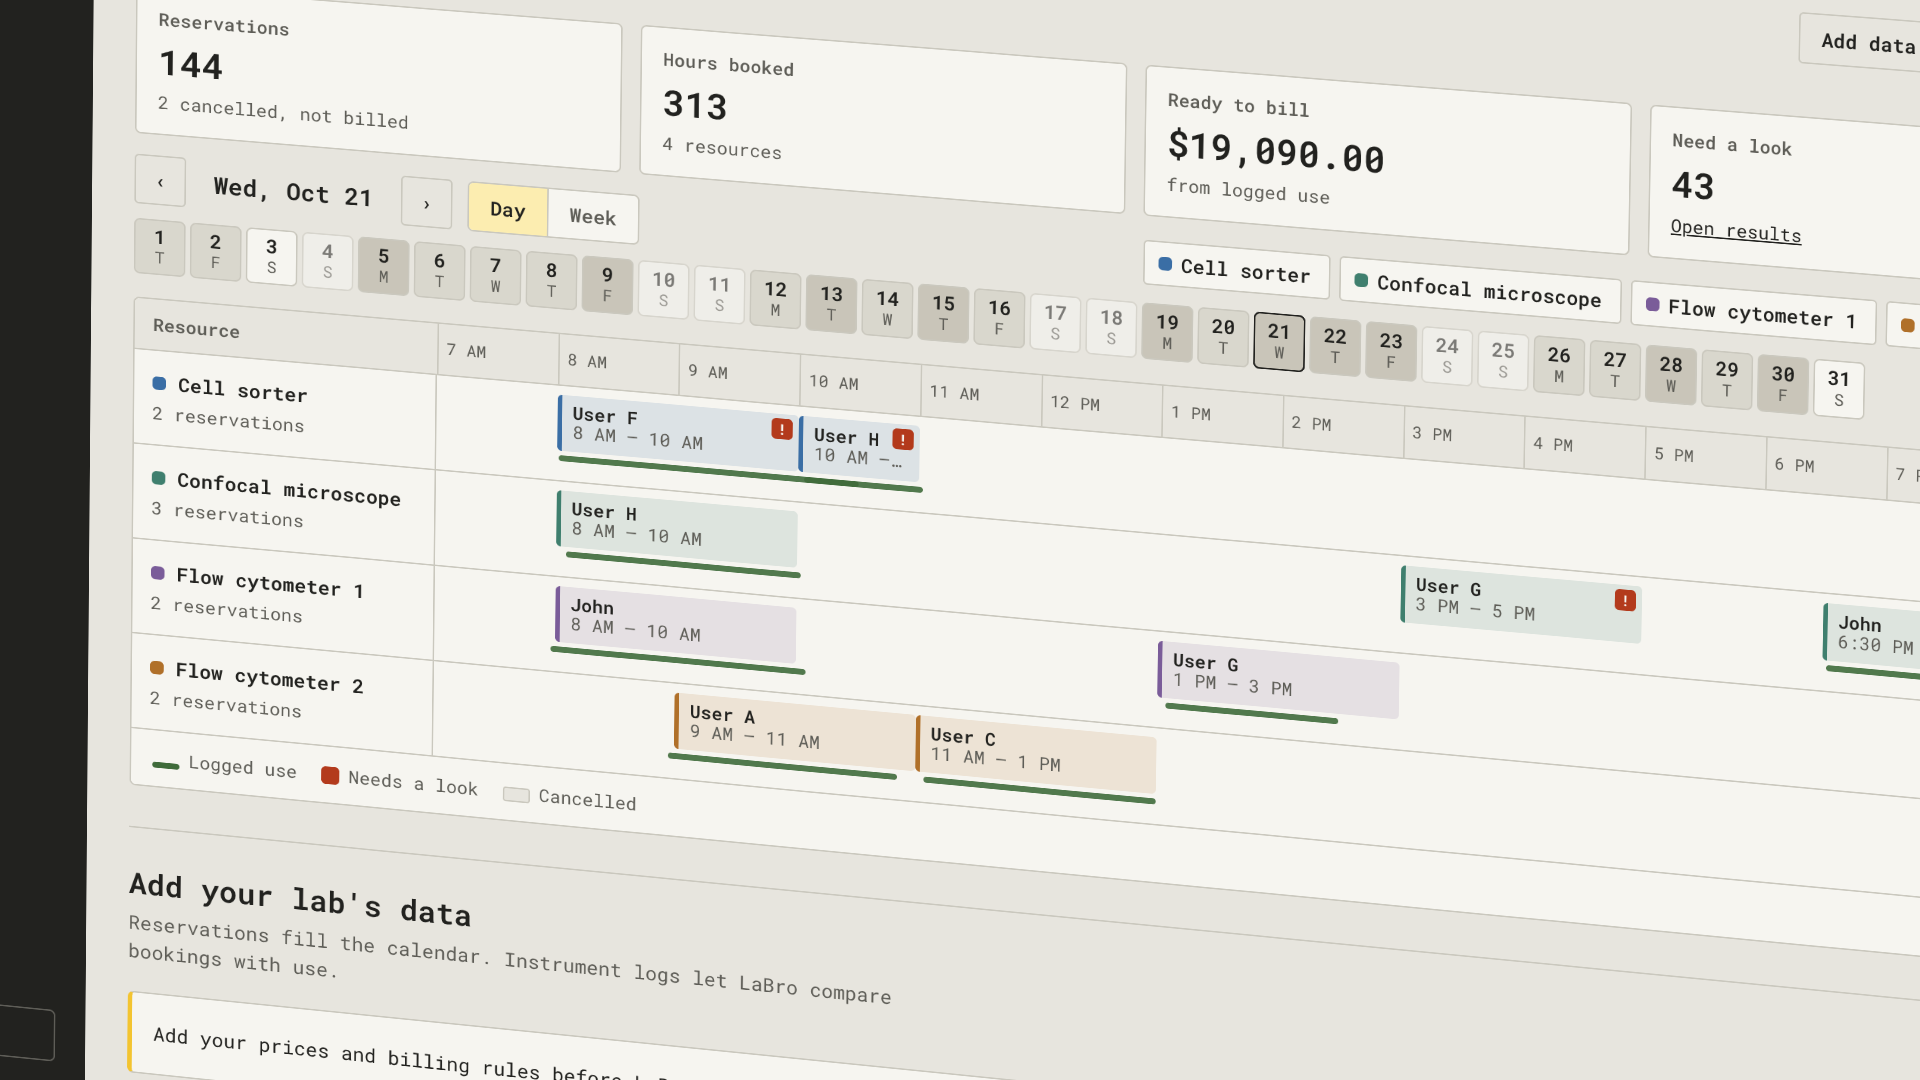 Add data
Reservations
144
2 cancelled, not billed
Hours booked
313
4 resources
Ready to bill
$19,090.00
from logged use
Need a look
43
Open results
‹
Wed, Oct 21
›
Day
Week
Cell sorter
Confocal microscope
Flow cytometer 1
1 T
2 F
3 S
4 S
5 M
6 T
7 W
8 T
9 F
10 S
11 S
12 M
13 T
14 W
15 T
16 F
17 S
18 S
19 M
20 T
21 W
22 T
23 F
24 S
25 S
26 M
27 T
28 W
29 T
30 F
31 S
Resource
7 AM
8 AM
9 AM
10 AM
11 AM
12 PM
1 PM
2 PM
3 PM
4 PM
5 PM
6 PM
7
Cell sorter
2 reservations
User F
8 AM – 10 AM
!
User H
10 AM –…
!
Confocal microscope
3 reservations
User H
8 AM – 10 AM
User G
3 PM – 5 PM
!
John
6:30 PM
Flow cytometer 1
2 reservations
John
8 AM – 10 AM
User G
1 PM – 3 PM
Flow cytometer 2
2 reservations
User A
9 AM – 11 AM
User C
11 AM – 1 PM
Logged use
Needs a look
Cancelled
Add your lab's data
Reservations fill the calendar. Instrument logs let LaBro compare
bookings with use.
Add your prices and billing rules before